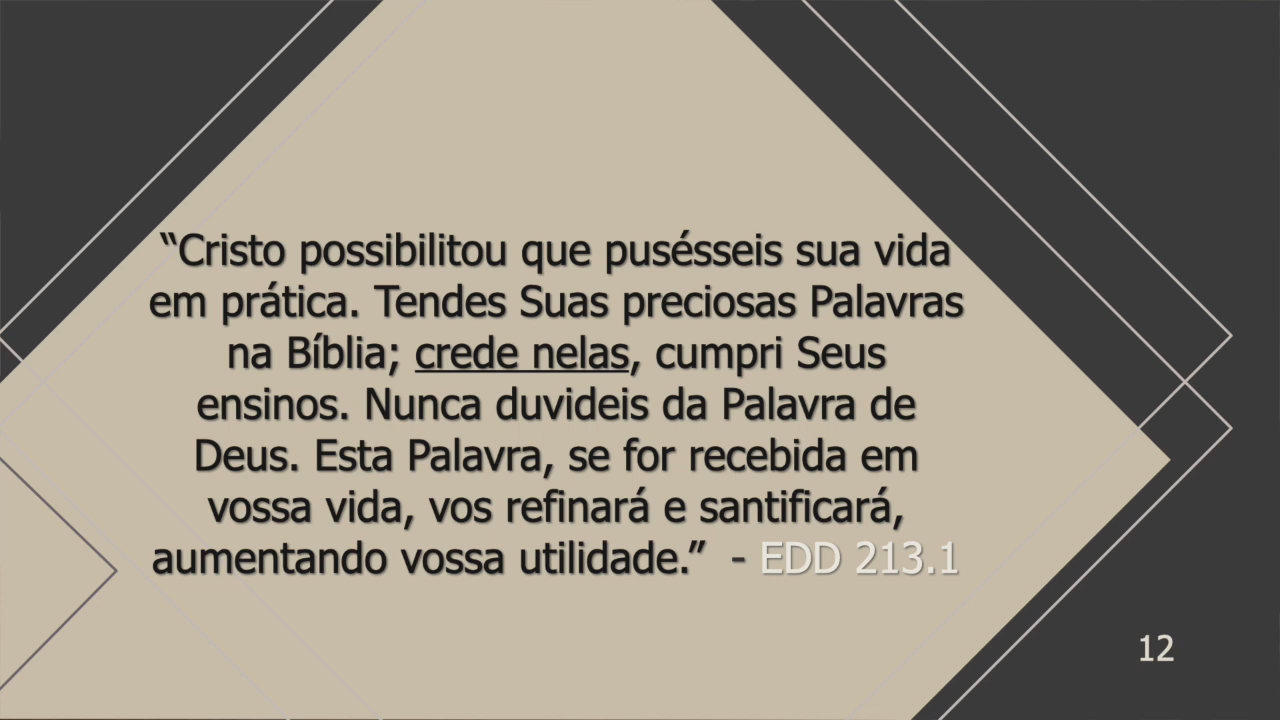 “Cristo possibilitou que pusésseis sua vida
em prática. Tendes Suas preciosas Palavras
na Bíblia; crede nelas, cumpri Seus
ensinos. Nunca duvideis da Palavra de
Deus. Esta Palavra, se for recebida em
vossa vida, vos refinará e santificará,
aumentando vossa utilidade.” - EDD 213.1
12